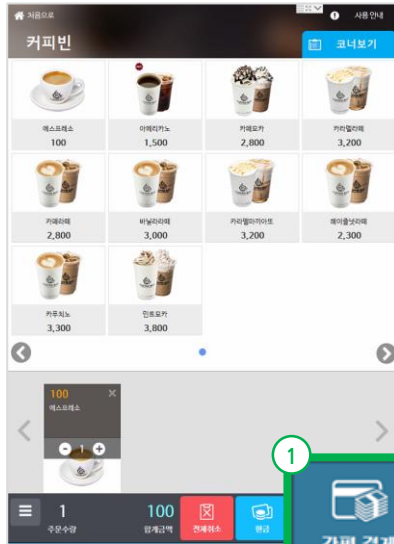 처음으로
사용 안내
커피빈
코너보기
에스프레소
아메리카노
카페모카
카라멜라떼
100
1,500
2,800
3,200
카페라떼
바닐라라떼
카라멜마끼아또
헤이즐넛라떼
2,800
3,000
3,200
2,300
카푸치노
민트모카
3,300
3,800
100
에스프레소
1
1
1
주문수량
100
합계금액
전체취소
현금
간편 결제